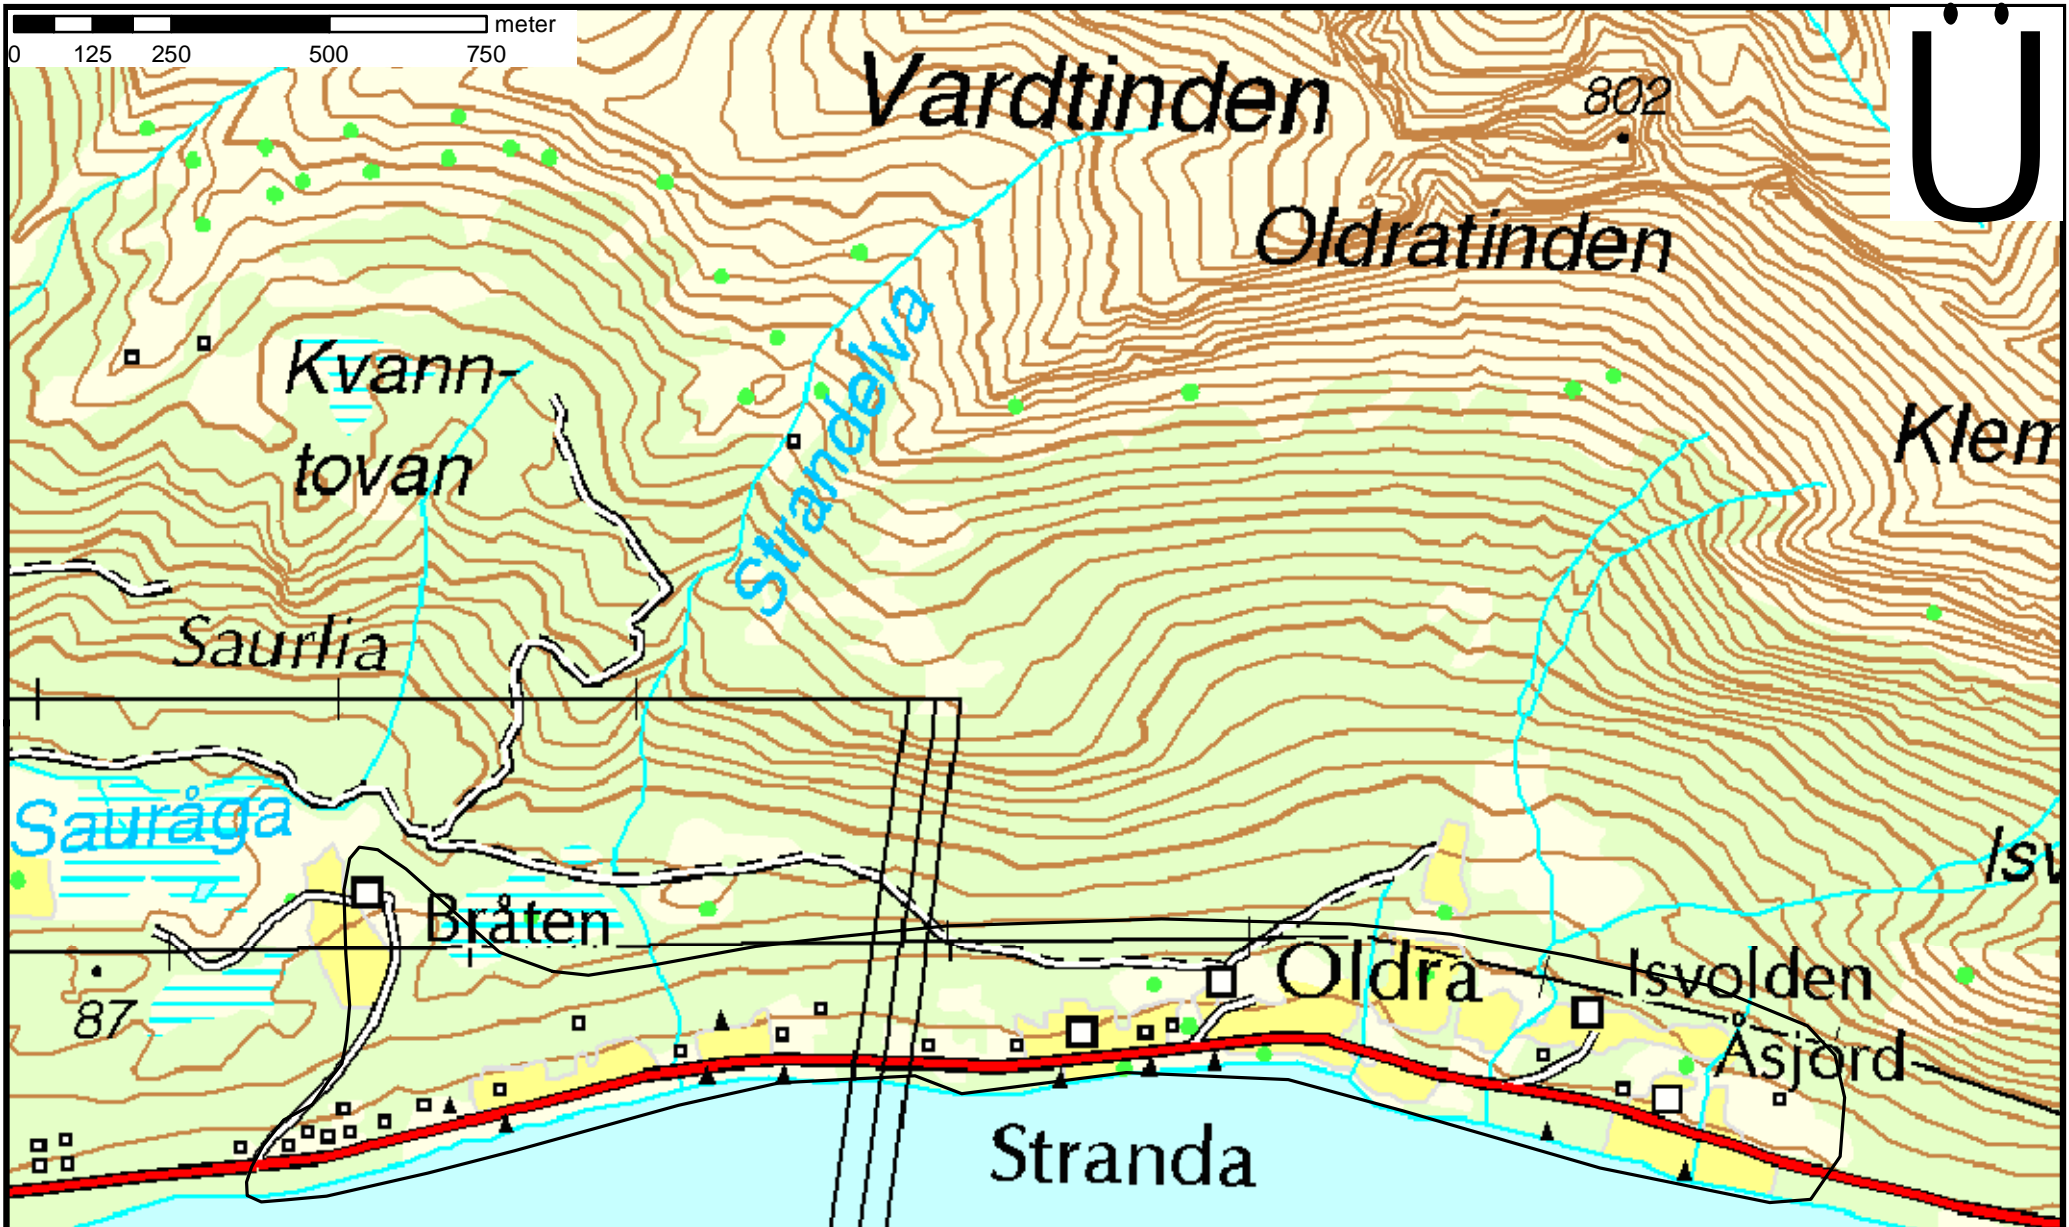 meter
0 125 250 500 750
Ü
Vardtinden
802
Oldratinden
Strandelva
Kvann-
tovan
Klem
Saurlia
Sauråga
Isv
Bråten
Oldra
Isvolden
87
Åsjord
Stranda